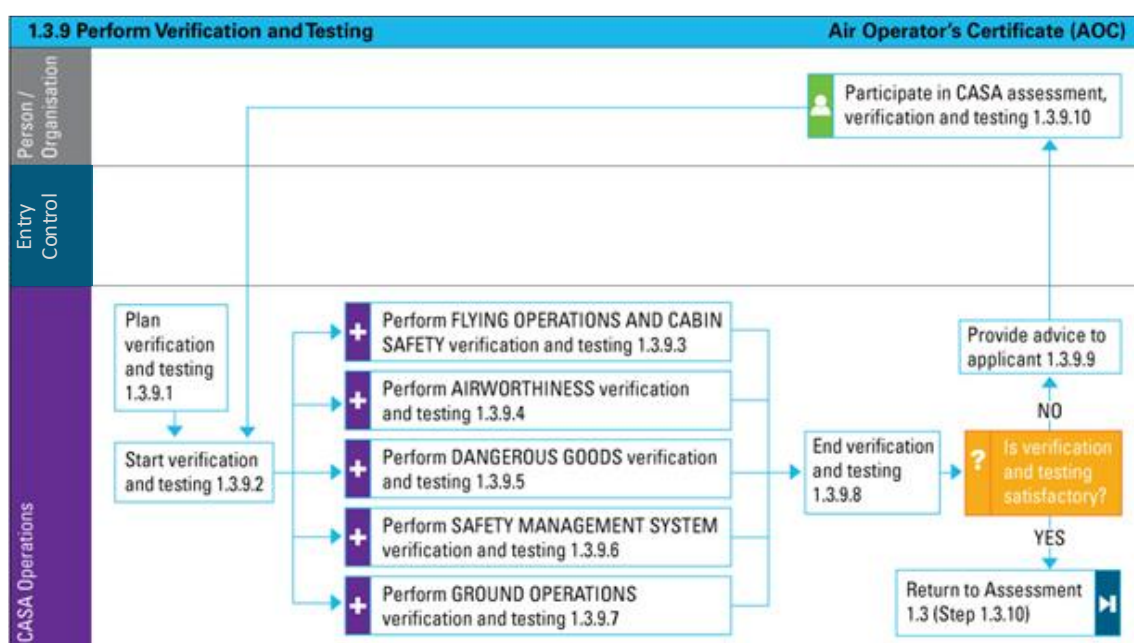 1.3.9 Perform Verification and Testing
Air Operator's Certificate (AOC)
Person /
Organisation
Participate in CASA assessment,
verification and testing 1.3.9.10
Entry
Control
CASA Operations
Plan
verification
and testing
1.3.9.1
Start verification
and testing 1.3.9.2
Perform FLYING OPERATIONS AND CABIN
SAFETY verification and testing 1.3.9.3
Perform AIRWORTHINESS verification
and testing 1.3.9.4
Perform DANGEROUS GOODS verification
and testing 1.3.9.5
Perform SAFETY MANAGEMENT SYSTEM
verification and testing 1.3.9.6
Perform GROUND OPERATIONS
verification and testing 1.3.9.7
End verification
and testing
1.3.9.8
Provide advice to
applicant 1.3.9.9
NO
?
Is verification
and testing
satisfactory?
YES
Return to Assessment
1.3 (Step 1.3.10)